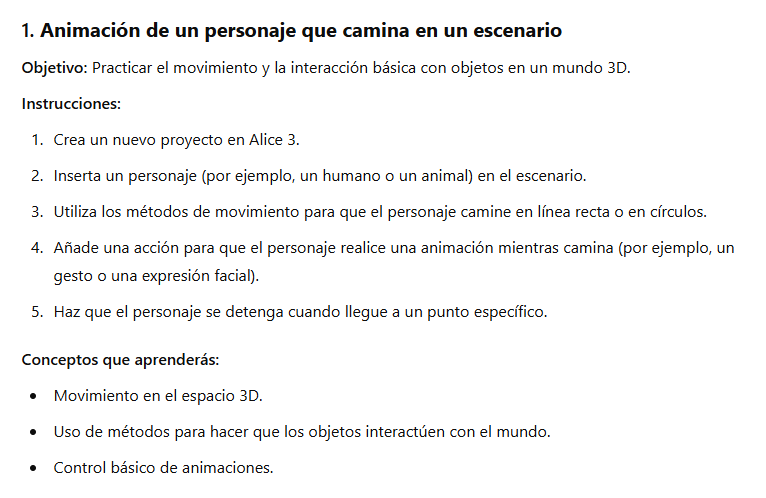 1. Animación de un personaje que camina en un escenario
Objetivo: Practicar el movimiento y la interacción básica con objetos en un mundo 3D.
Instrucciones:
1. Crea un nuevo proyecto en Alice 3.
2. Inserta un personaje (por ejemplo, un humano o un animal) en el escenario.
3. Utiliza los métodos de movimiento para que el personaje camine en línea recta o en círculos.
4. Añade una acción para que el personaje realice una animación mientras camina (por ejemplo, un
gesto o una expresión facial).
5. Haz que el personaje se detenga cuando llegue a un punto específico.
Conceptos que aprenderás:
• Movimiento en el espacio 3D.
• Uso de métodos para hacer que los objetos interactúen con el mundo.
• Control básico de animaciones.